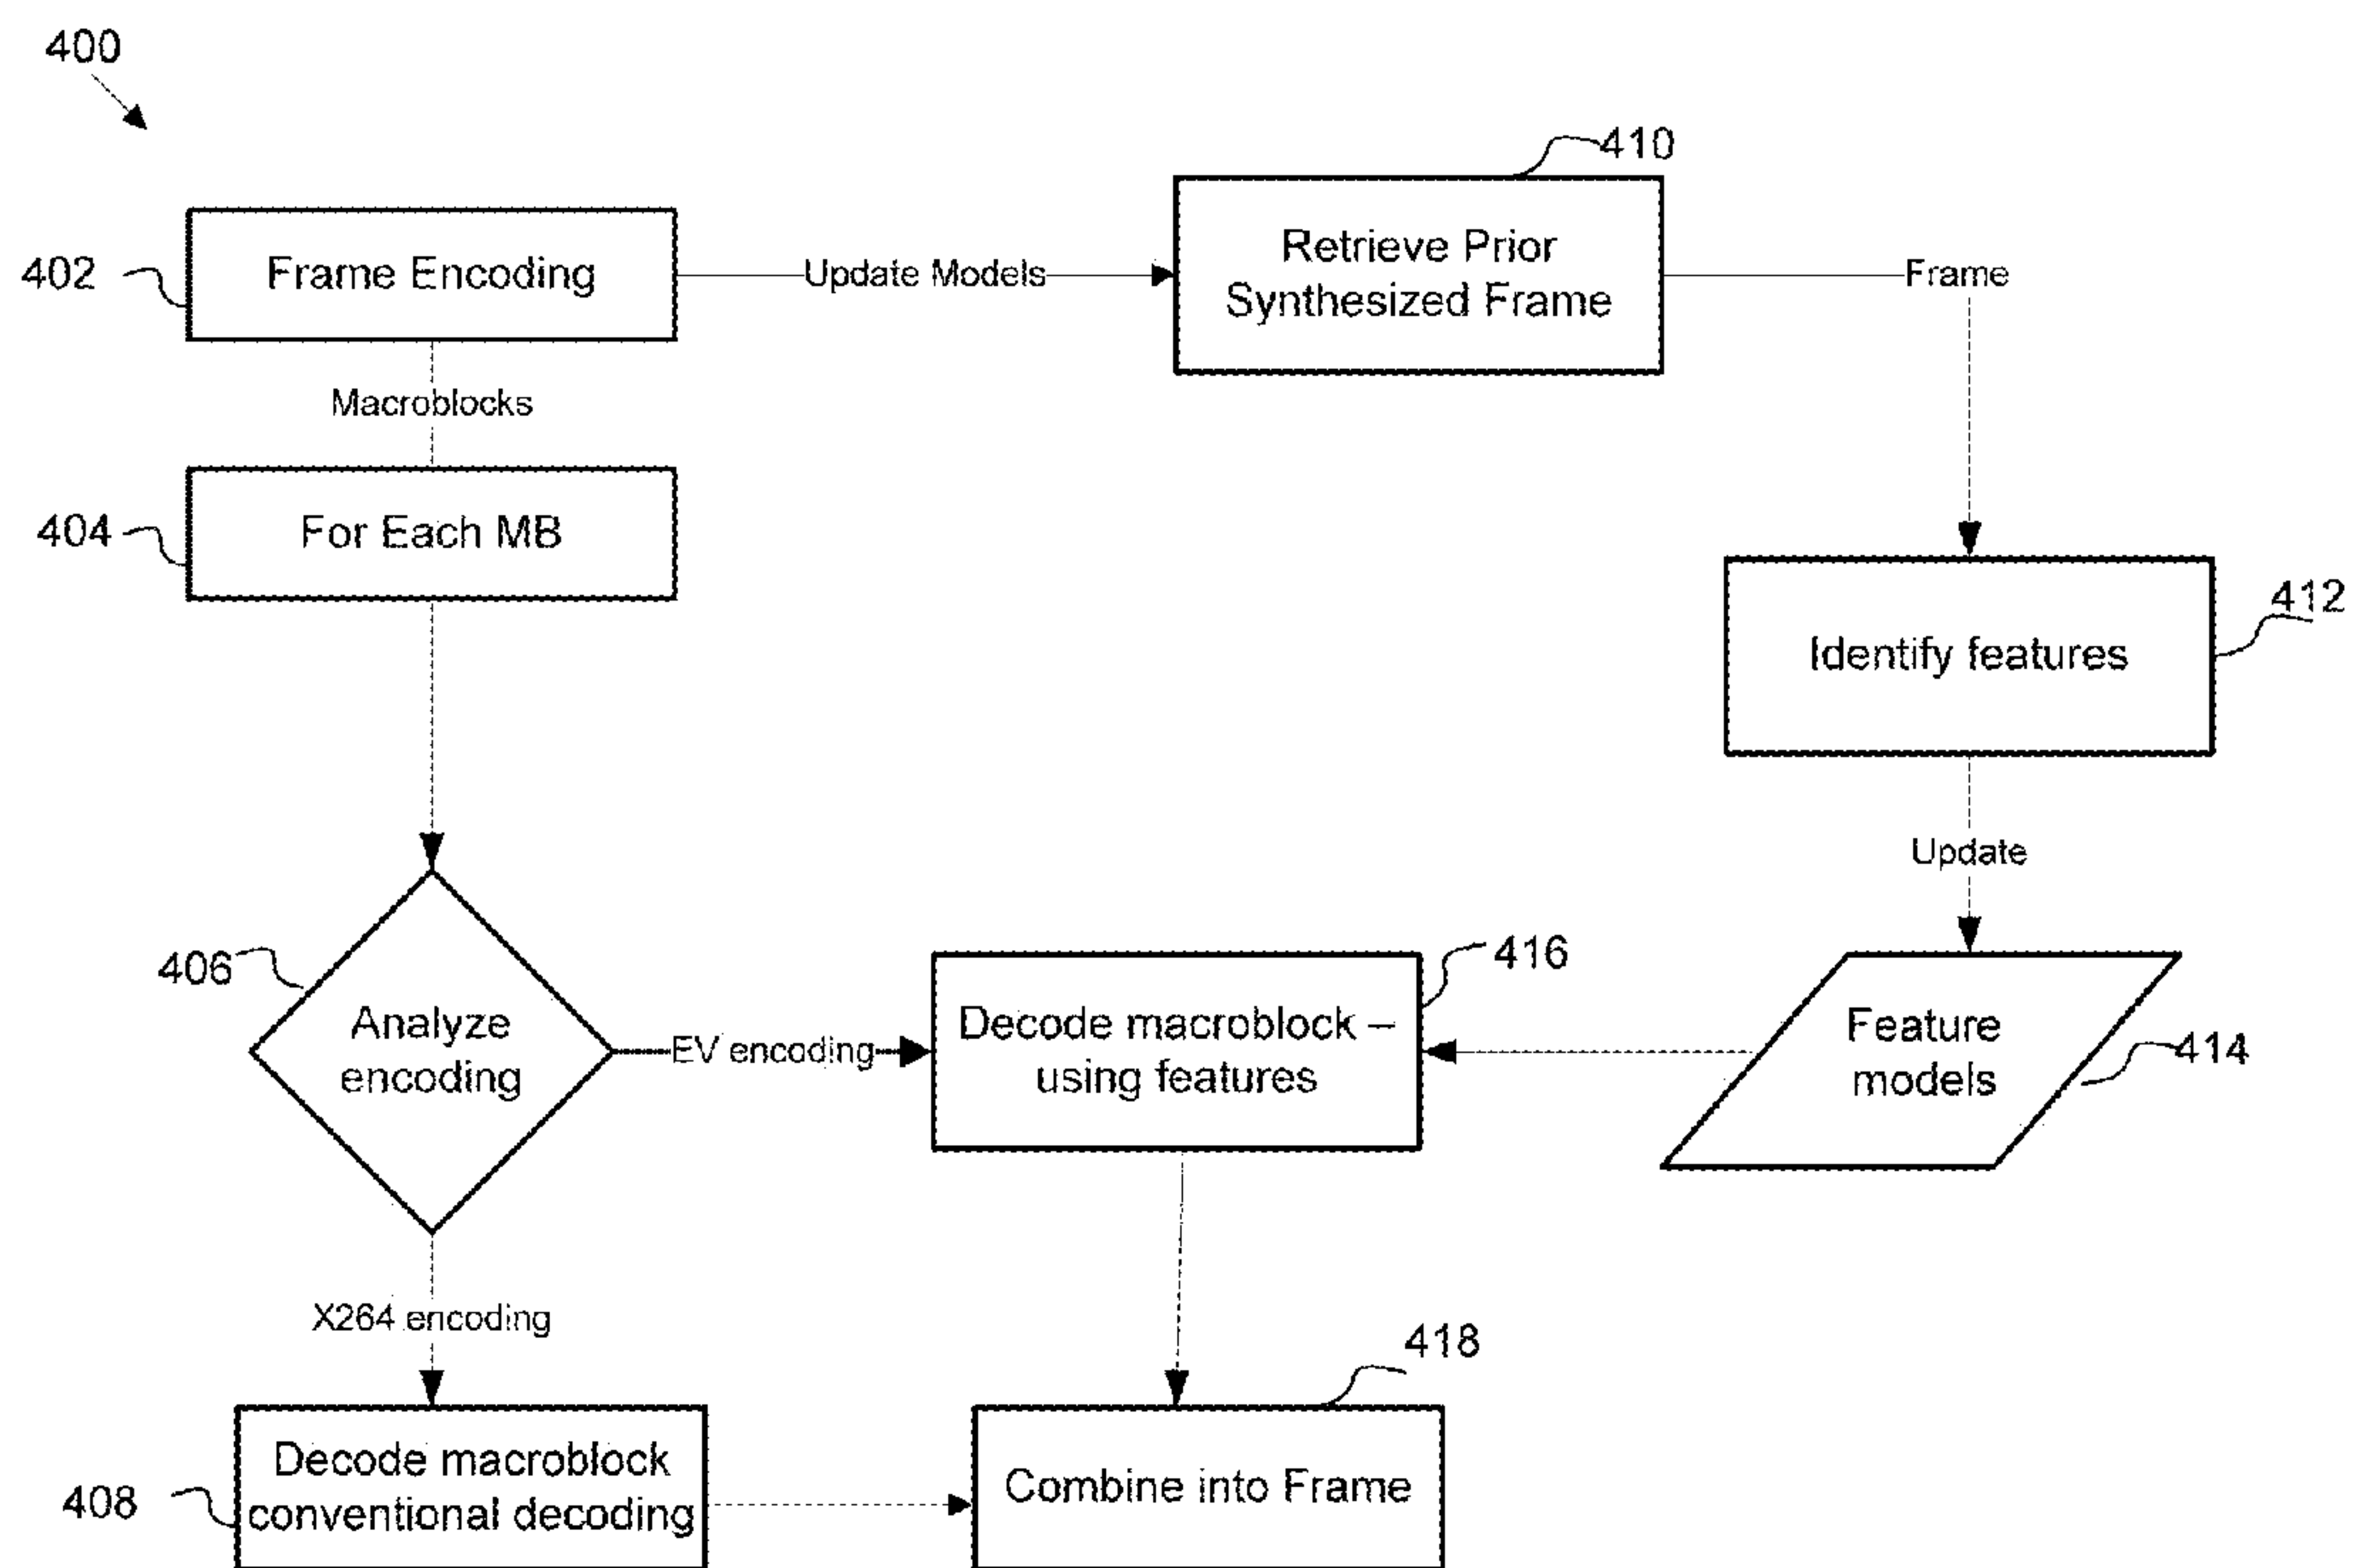 400
410
402
Frame Encoding
Update Models
Retrieve Prior
Synthesized Frame
Frame
Macroblocks
404
For Each MB
412
Identify features
Update
406
Analyze
encoding
EV encoding
416
Decode macroblock –
using features
Feature
models
414
X264 encoding
418
408
Decode macroblock
conventional decoding
Combine into Frame